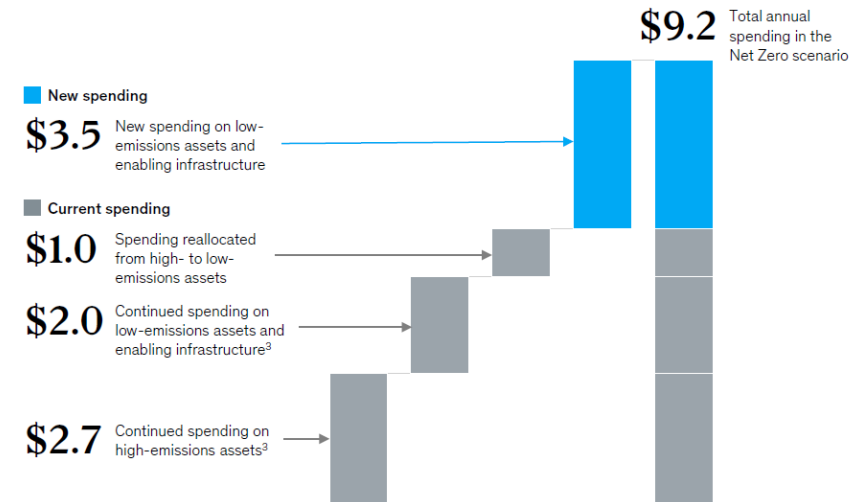 $9.2
Total annual
spending in the
Net Zero scenario
New spending
$3.5
New spending on low-
emissions assets and
enabling infrastructure
Current spending
$1.0
Spending reallocated
from high- to low-
emissions assets
$2.0
Continued spending on
low-emissions assets and
enabling infrastructure³
$2.7
Continued spending on
high-emissions assets³